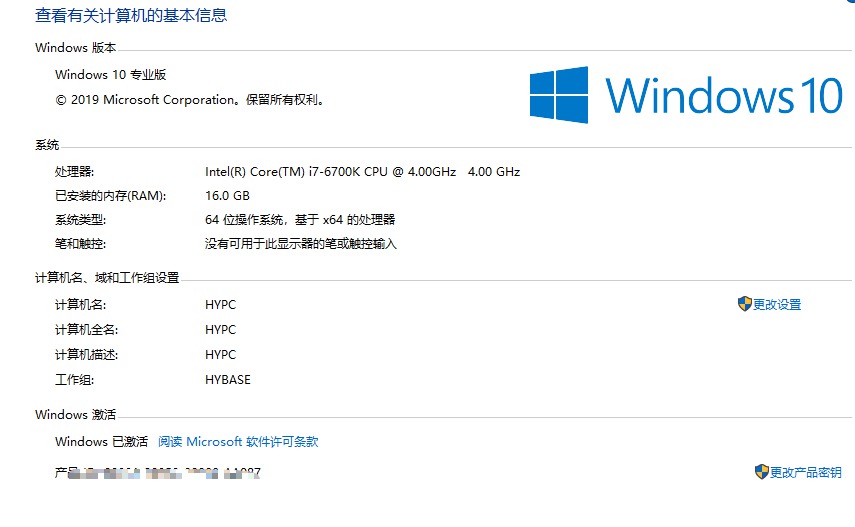 查看有关计算机的基本信息
Windows 版本
Windows 10 专业版
© 2019 Microsoft Corporation。保留所有权利。
Windows 10
系统
处理器: Intel(R) Core(TM) i7-6700K CPU @ 4.00GHz 4.00 GHz
已安装的内存(RAM): 16.0 GB
系统类型: 64 位操作系统，基于 x64 的处理器
笔和触控: 没有可用于此显示器的笔或触控输入
计算机名、域和工作组设置
计算机名: HYPC 更改设置
计算机全名: HYPC
计算机描述: HYPC
工作组: HYBASE
Windows 激活
Windows 已激活 阅读 Microsoft 软件许可条款
产品 更改产品密钥